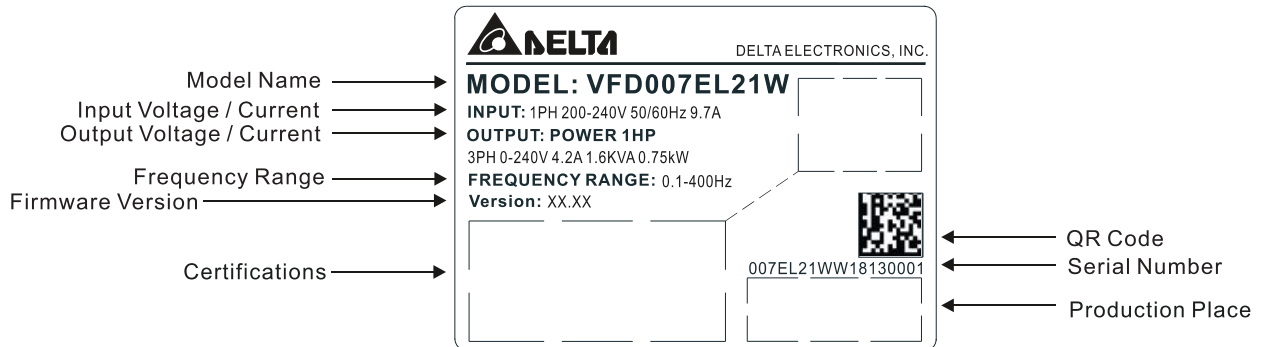 DELTA
DELTA ELECTRONICS, INC.
Model Name
MODEL: VFD007EL21W
Input Voltage / Current
INPUT: 1PH 200-240V 50/60Hz 9.7A
Output Voltage / Current
OUTPUT: POWER 1HP
3PH 0-240V 4.2A 1.6KVA 0.75kW
Frequency Range
FREQUENCY RANGE: 0.1-400Hz
Firmware Version
Version: XX.XX
QR Code
Certifications
007EL21WW18130001
Serial Number
Production Place